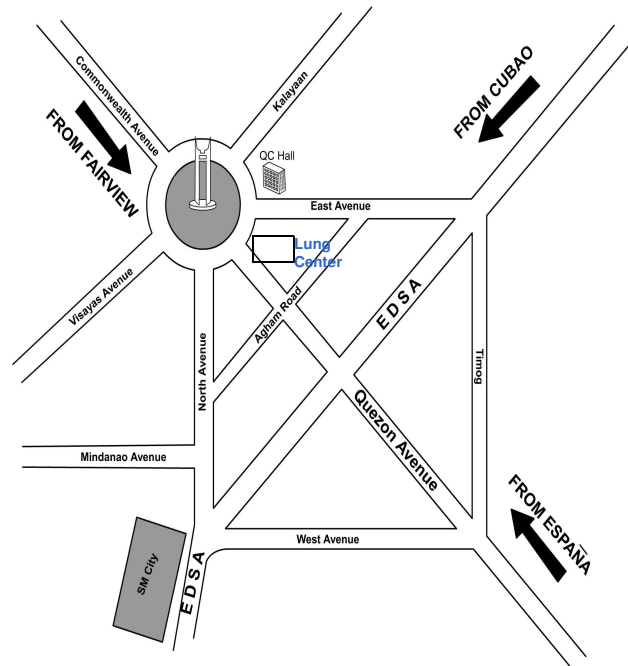 Commonwealth Avenue
Kalayaan
FROM CUBAO
FROM FAIRVIEW
QC Hall
East Avenue
Lung
Center
Visayas Avenue
Agham Road
EDSA
North Avenue
Timog
Quezon Avenue
Mindanao Avenue
FROM ESPAÑA
West Avenue
SM City
EDSA